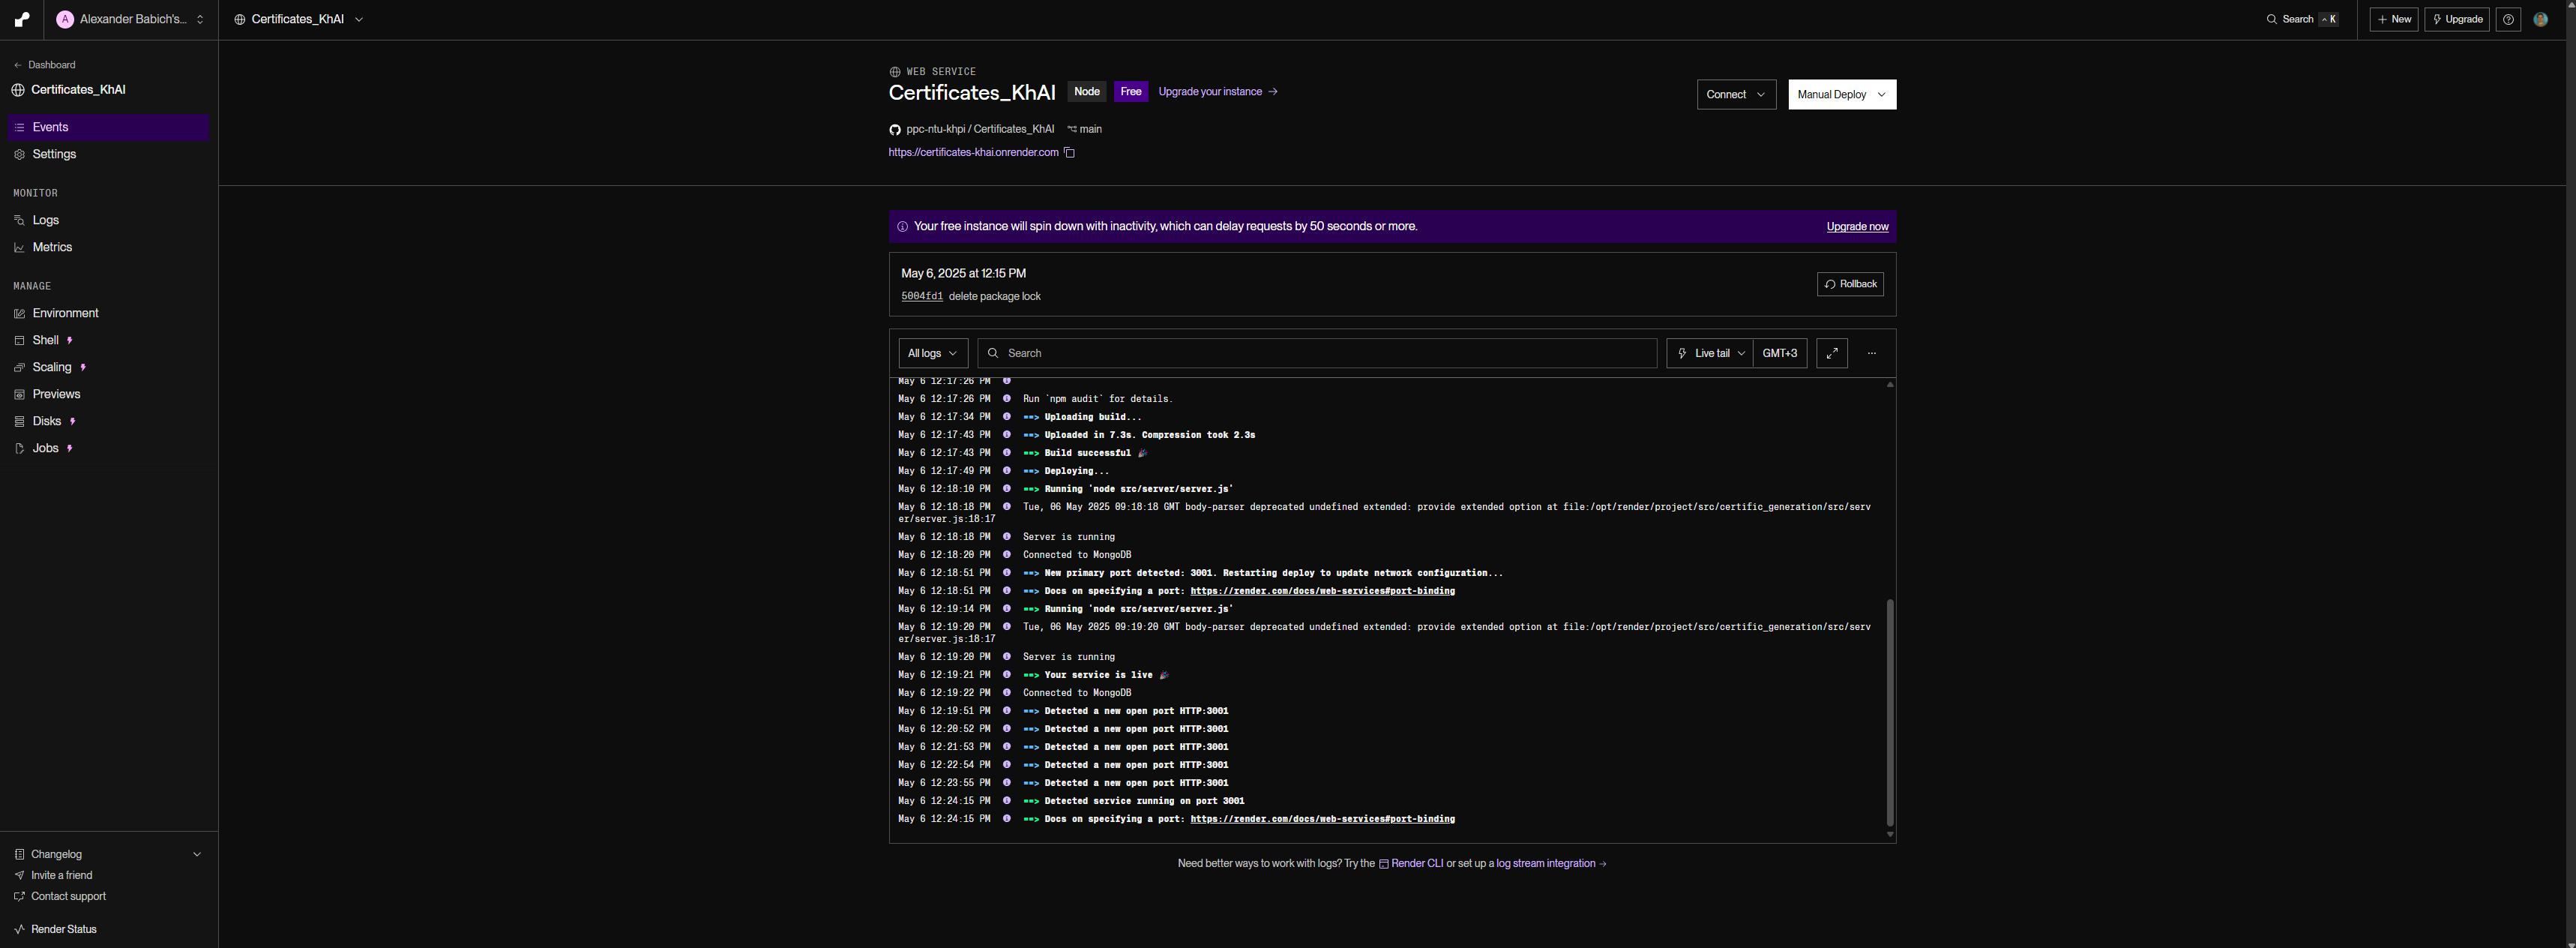 A Alexander Babich's...
Certificates_KhAI
Search ⌃ K
+ New
Upgrade
← Dashboard
Certificates_KhAI
Events
Settings
MONITOR
Logs
Metrics
MANAGE
Environment
Shell
Scaling
Previews
Disks
Jobs
Changelog
Invite a friend
Contact support
Render Status
WEB SERVICE
Certificates_KhAI Node Free Upgrade your instance →
Connect
Manual Deploy
ppc-ntu-khpi / Certificates_KhAI main
https://certificates-khai.onrender.com
Your free instance will spin down with inactivity, which can delay requests by 50 seconds or more.
Upgrade now
May 6, 2025 at 12:15 PM
5004fd1 delete package lock
Rollback
All logs
Search
Live tail
GMT+3
...
May 6 12:17:26 PM
May 6 12:17:26 PM Run `npm audit` for details.
May 6 12:17:34 PM ==> Uploading build...
May 6 12:17:43 PM ==> Uploaded in 7.3s. Compression took 2.3s
May 6 12:17:43 PM ==> Build successful 🎉
May 6 12:17:49 PM ==> Deploying...
May 6 12:18:10 PM ==> Running 'node src/server/server.js'
May 6 12:18:18 PM Tue, 06 May 2025 09:18:18 GMT body-parser deprecated undefined extended: provide extended option at file:/opt/render/project/src/certific_generation/src/serv
er/server.js:18:17
May 6 12:18:18 PM Server is running
May 6 12:18:20 PM Connected to MongoDB
May 6 12:18:51 PM ==> New primary port detected: 3001. Restarting deploy to update network configuration...
May 6 12:18:51 PM ==> Docs on specifying a port: https://render.com/docs/web-services#port-binding
May 6 12:19:14 PM ==> Running 'node src/server/server.js'
May 6 12:19:20 PM Tue, 06 May 2025 09:19:20 GMT body-parser deprecated undefined extended: provide extended option at file:/opt/render/project/src/certific_generation/src/serv
er/server.js:18:17
May 6 12:19:20 PM Server is running
May 6 12:19:21 PM ==> Your service is live 🎉
May 6 12:19:22 PM Connected to MongoDB
May 6 12:19:51 PM ==> Detected a new open port HTTP:3001
May 6 12:20:52 PM ==> Detected a new open port HTTP:3001
May 6 12:21:53 PM ==> Detected a new open port HTTP:3001
May 6 12:22:54 PM ==> Detected a new open port HTTP:3001
May 6 12:23:55 PM ==> Detected a new open port HTTP:3001
May 6 12:24:15 PM ==> Detected service running on port 3001
May 6 12:24:15 PM ==> Docs on specifying a port: https://render.com/docs/web-services#port-binding
Need better ways to work with logs? Try the Render CLI or set up a log stream integration →